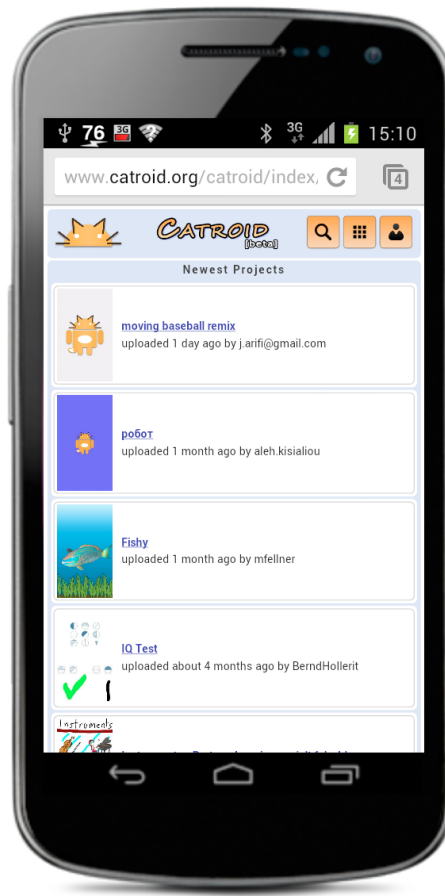 76 3G 3G 15:10
www.catroid.org/catroid/index, 4
CATROID
[beta]
Newest Projects
moving baseball remix
uploaded 1 day ago by j.arifi@gmail.com
робот
uploaded 1 month ago by aleh.kisialiou
Fishy
uploaded 1 month ago by mfellner
IQ Test
uploaded about 4 months ago by BerndHollerit
Instruments